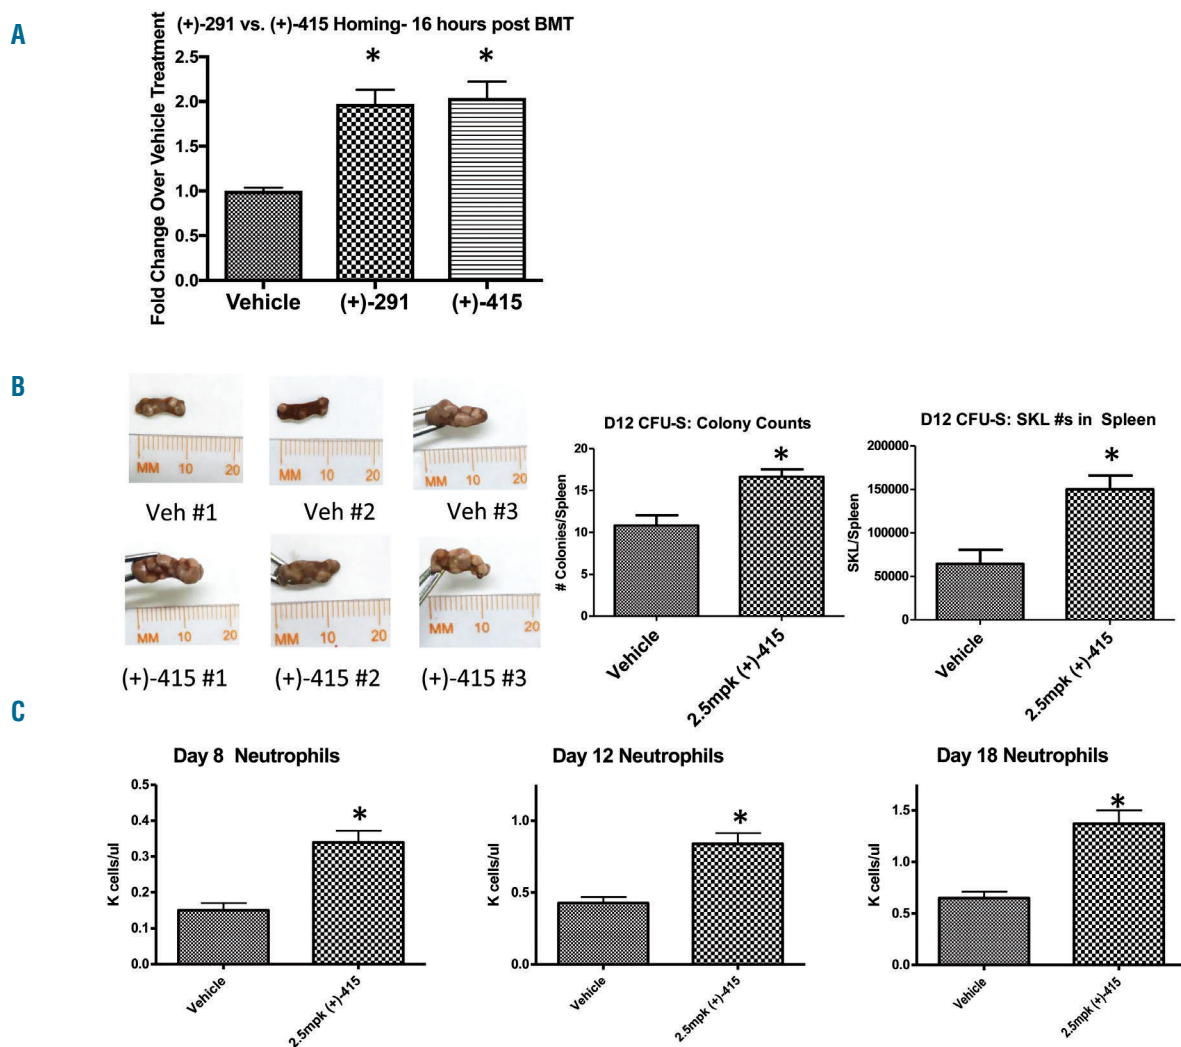 A
(+)-291 vs. (+)-415 Homing- 16 hours post BMT
Fold Change Over Vehicle Treatment
2.5
2.0
1.5
1.0
0.5
0.0
*
*
Vehicle
(+)-291
(+)-415
B
MM 10 20
Veh #1
MM 10 20
Veh #2
MM 10 20
Veh #3
MM 10 20
(+)-415 #1
MM 10 20
(+)-415 #2
MM 10 20
(+)-415 #3
D12 CFU-S: Colony Counts
# Colonies/Spleen
20
15
10
5
0
*
Vehicle
2.5mpk (+)-415
D12 CFU-S: SKL #s in Spleen
SKL/Spleen
200000
150000
100000
50000
0
*
Vehicle
2.5mpk (+)-415
C
Day 8 Neutrophils
K cells/ul
0.5
0.4
0.3
0.2
0.1
0.0
*
Vehicle
2.5mpk (+)-415
Day 12 Neutrophils
K cells/ul
1.0
0.5
0.0
*
Vehicle
2.5mpk (+)-415
Day 18 Neutrophils
K cells/ul
1.5
1.0
0.5
0.0
*
Vehicle
2.5mpk (+)-415